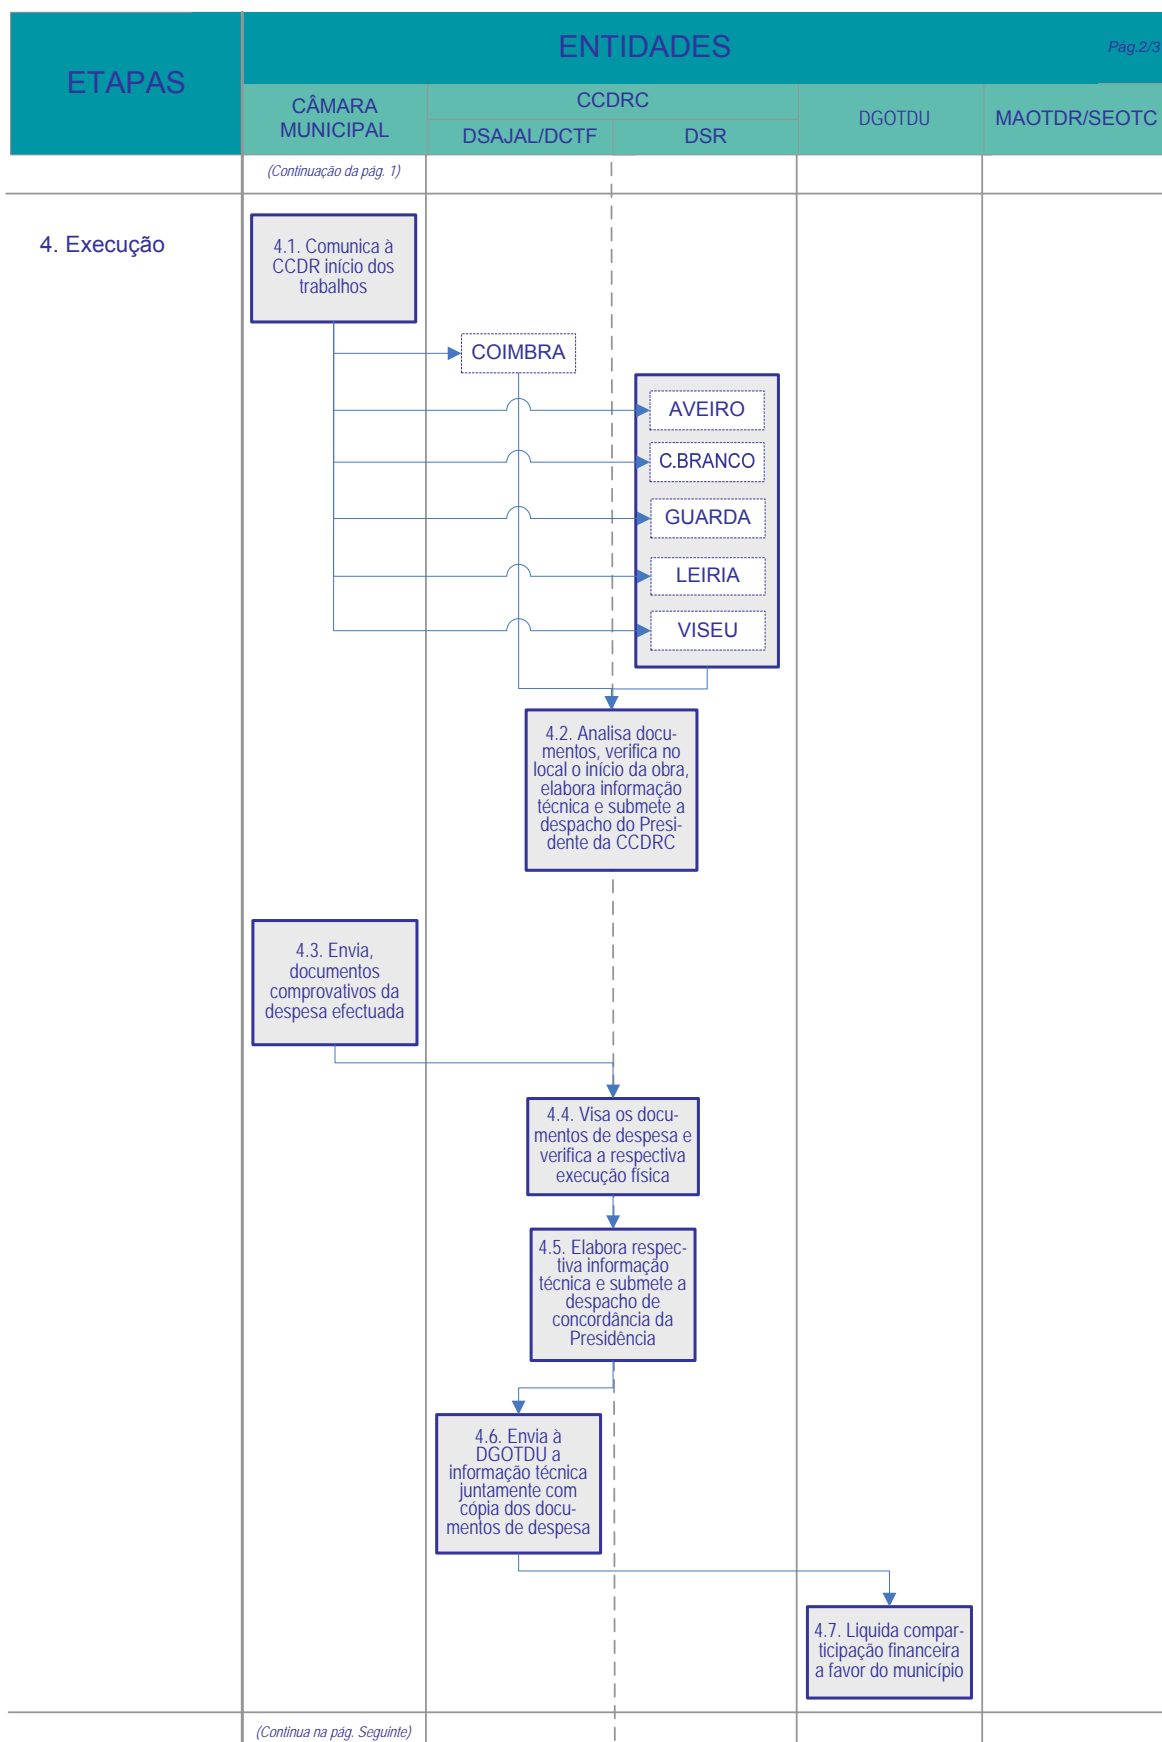 ETAPAS
ENTIDADES
Pág.2/3
CÂMARA
MUNICIPAL
CCDRC
DSAJAL/DCTF
DSR
DGOTDU
MAOTDR/SEOTC
(Continuação da pág. 1)
4. Execução
4.1. Comunica à
CCDR início dos
trabalhos
COIMBRA
AVEIRO
C.BRANCO
GUARDA
LEIRIA
VISEU
4.2. Analisa docu-
mentos, verifica no
local o início da obra,
elabora informação
técnica e submete a
despacho do Presi-
dente da CCDRC
4.3. Envia,
documentos
comprovativos da
despesa efectuada
4.4. Visa os docu-
mentos de despesa e
verifica a respectiva
execução física
4.5. Elabora respec-
tiva informação
técnica e submete a
despacho de
concordância da
Presidência
4.6. Envia à
DGOTDU a
informação técnica
juntamente com
cópia dos docu-
mentos de despesa
4.7. Liquida compar-
ticipação financeira
a favor do município
(Continua na pág. Seguinte)